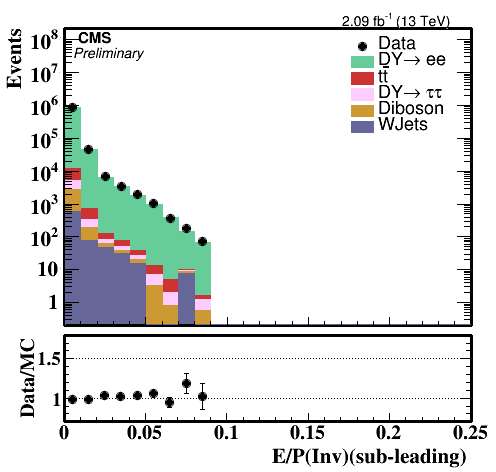 2.09 fb⁻¹ (13 TeV)
CMS
Preliminary
Data
DY→ ee
tt̄
DY→ ττ
Diboson
WJets
Events
10⁸
10⁷
10⁶
10⁵
10⁴
10³
10²
10
1
Data/MC
1.5
1
0 0.05 0.1 0.15 0.2 0.25
E/P(Inv)(sub-leading)